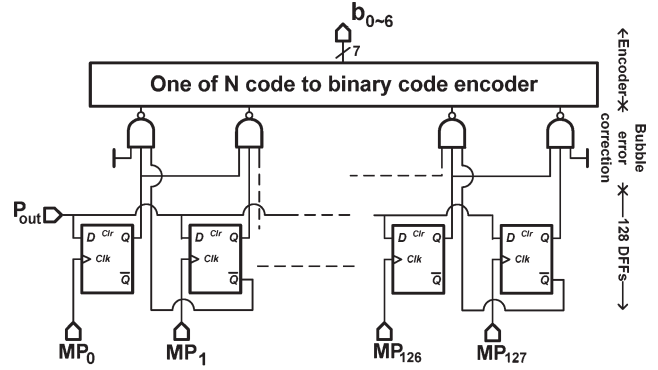 b0~6
7
One of N code to binary code encoder
Pout
D Clr Q
Clk
Q
D Clr Q
Clk
Q
D Clr Q
Clk
Q
D Clr Q
Clk
Q
MP0
MP1
MP126
MP127
Encoder
Bubble
error
correction
128 DFFs